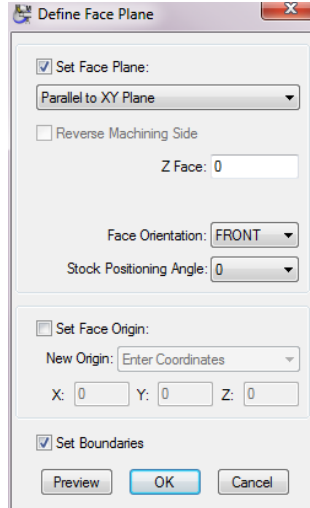 Define Face Plane
Set Face Plane:
Parallel to XY Plane
Reverse Machining Side
Z Face: 0
Face Orientation: FRONT
Stock Positioning Angle: 0
Set Face Origin:
New Origin: Enter Coordinates
X: 0 Y: 0 Z: 0
Set Boundaries
Preview OK Cancel